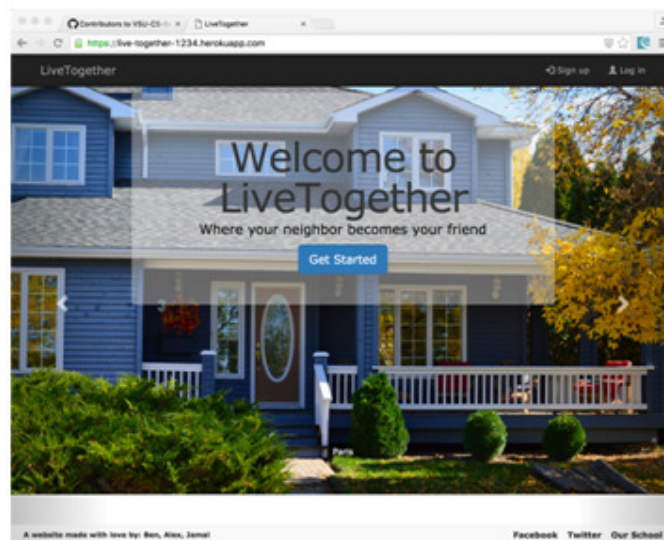 Contributors to VSU-CS-
LiveTogether
https://live-together-1234.herokuapp.com
LiveTogether
Sign up
Log in
Welcome to
LiveTogether
Where your neighbor becomes your friend
Get Started
Paris
A website made with love by: Ben, Alex, Jamal
Facebook Twitter Our School